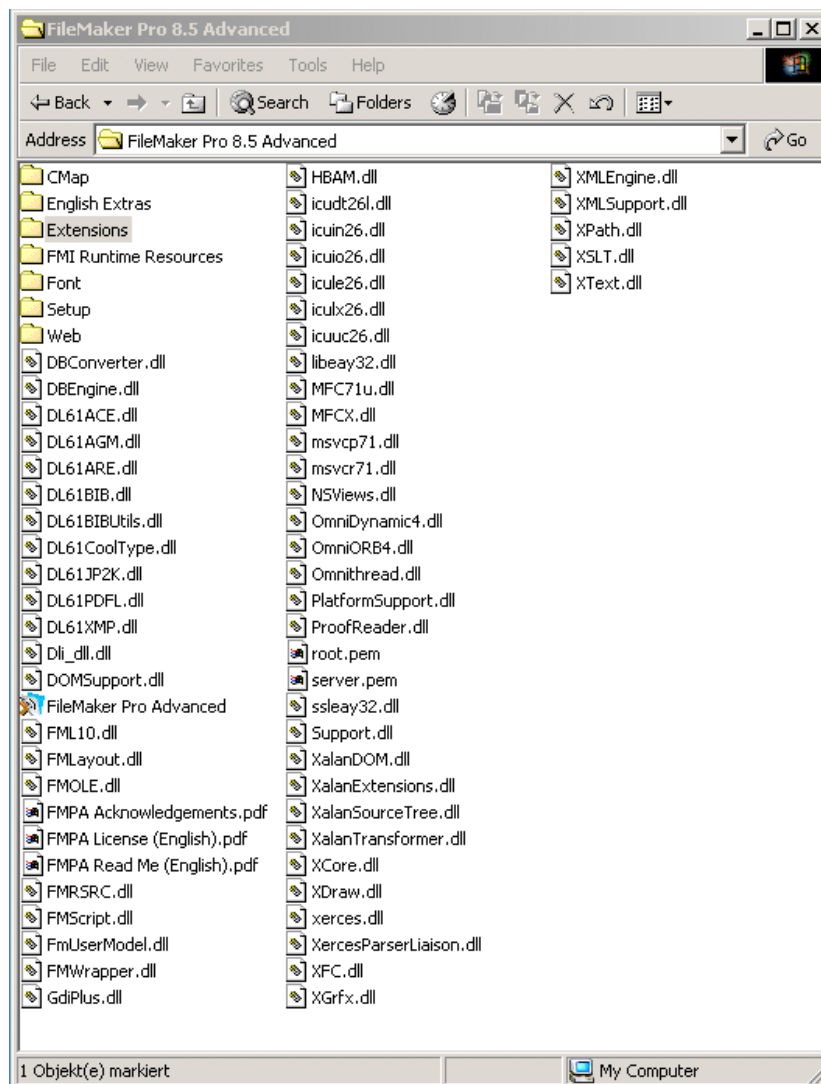 FileMaker Pro 8.5 Advanced
File Edit View Favorites Tools Help
Back Search Folders
Address FileMaker Pro 8.5 Advanced Go
CMap
English Extras
Extensions
FMI Runtime Resources
Font
Setup
Web
DBConverter.dll
DBEngine.dll
DL61ACE.dll
DL61AGM.dll
DL61ARE.dll
DL61BIB.dll
DL61BIBUtils.dll
DL61CoolType.dll
DL61JP2K.dll
DL61PDFL.dll
DL61XMP.dll
Dli_dll.dll
DOMSupport.dll
FileMaker Pro Advanced
FML10.dll
FMLayout.dll
FMOLE.dll
FMPA Acknowledgements.pdf
FMPA License (English).pdf
FMPA Read Me (English).pdf
FMRSRC.dll
FMScript.dll
FmUserModel.dll
FMWrapper.dll
GdiPlus.dll
HBAM.dll
icudt26l.dll
icuin26.dll
icuio26.dll
icule26.dll
iculx26.dll
icuuc26.dll
libeay32.dll
MFC71u.dll
MFCX.dll
msvcp71.dll
msvcr71.dll
NSViews.dll
OmniDynamic4.dll
OmniORB4.dll
Omnithread.dll
PlatformSupport.dll
ProofReader.dll
root.pem
server.pem
ssleay32.dll
Support.dll
XalanDOM.dll
XalanExtensions.dll
XalanSourceTree.dll
XalanTransformer.dll
XCore.dll
XDraw.dll
xerces.dll
XercesParserLiaison.dll
XFC.dll
XGrfx.dll
XMLEngine.dll
XMLSupport.dll
XPath.dll
XSLT.dll
XText.dll
1 Objekt(e) markiert My Computer